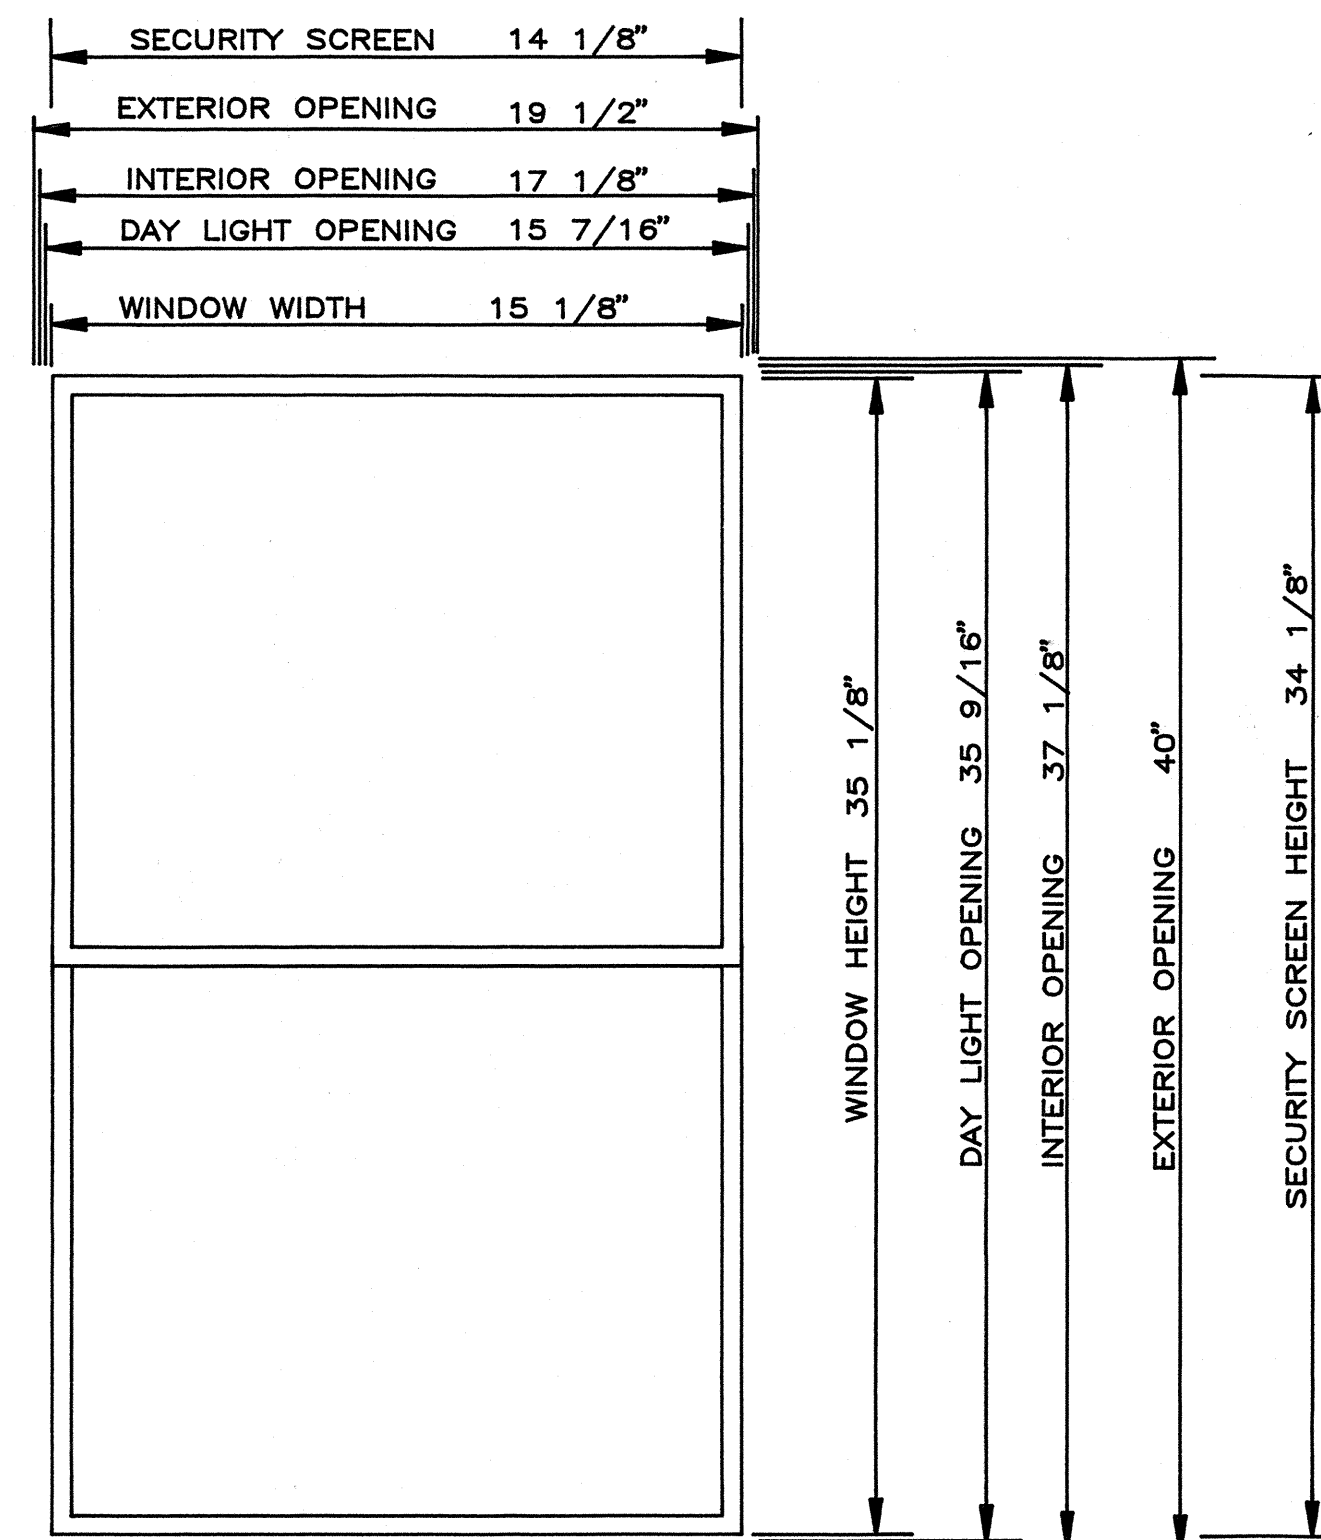 SECURITY SCREEN 14 1/8"
EXTERIOR OPENING 19 1/2"
INTERIOR OPENING 17 1/8"
DAY LIGHT OPENING 15 7/16"
WINDOW WIDTH 15 1/8"
WINDOW HEIGHT 35 1/8"
DAY LIGHT OPENING 35 9/16"
INTERIOR OPENING 37 1/8"
EXTERIOR OPENING 40"
SECURITY SCREEN HEIGHT 34 1/8"